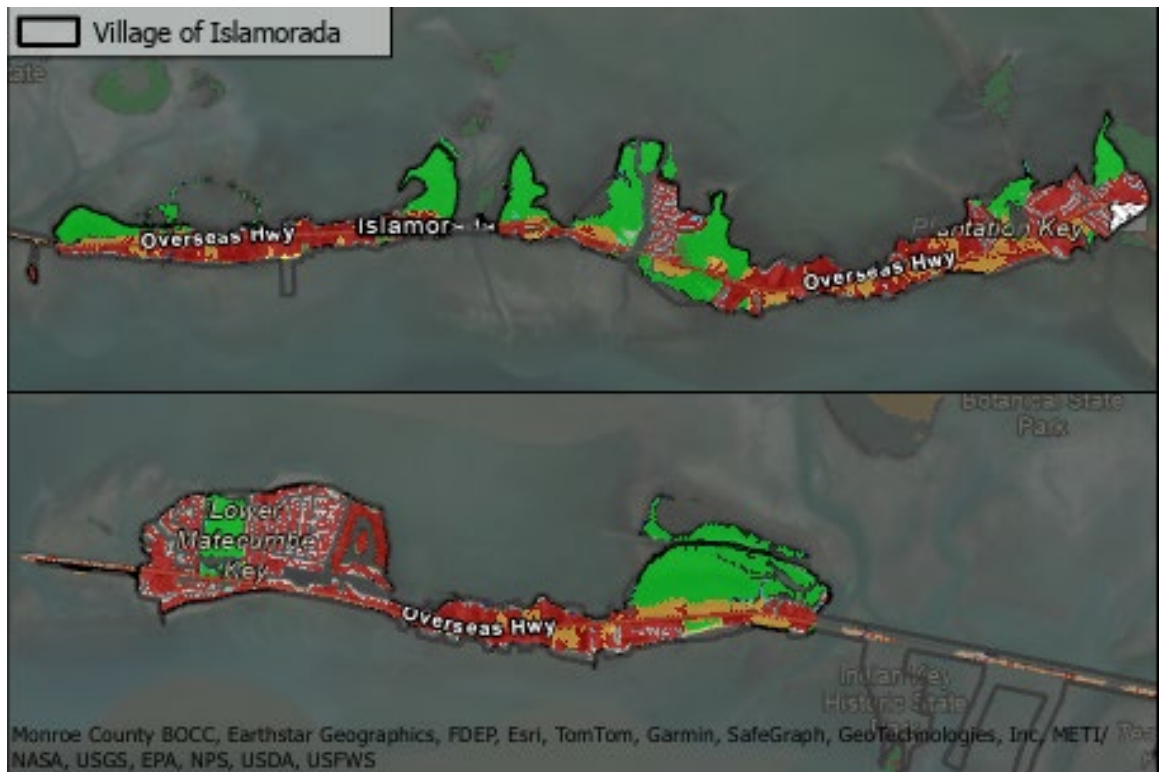 Village of Islamorada
Overseas Hwy
Islamor
Plantation Key
Overseas Hwy
Botanical State
Park
Lower
Matecumbe
Key
Overseas Hwy
Indian Key
Historic State
Park
Monroe County BOCC, Earthstar Geographics, FDEP, Esri, TomTom, Garmin, SafeGraph, GeoTechnologies, Inc, METI/
NASA, USGS, EPA, NPS, USDA, USFWS